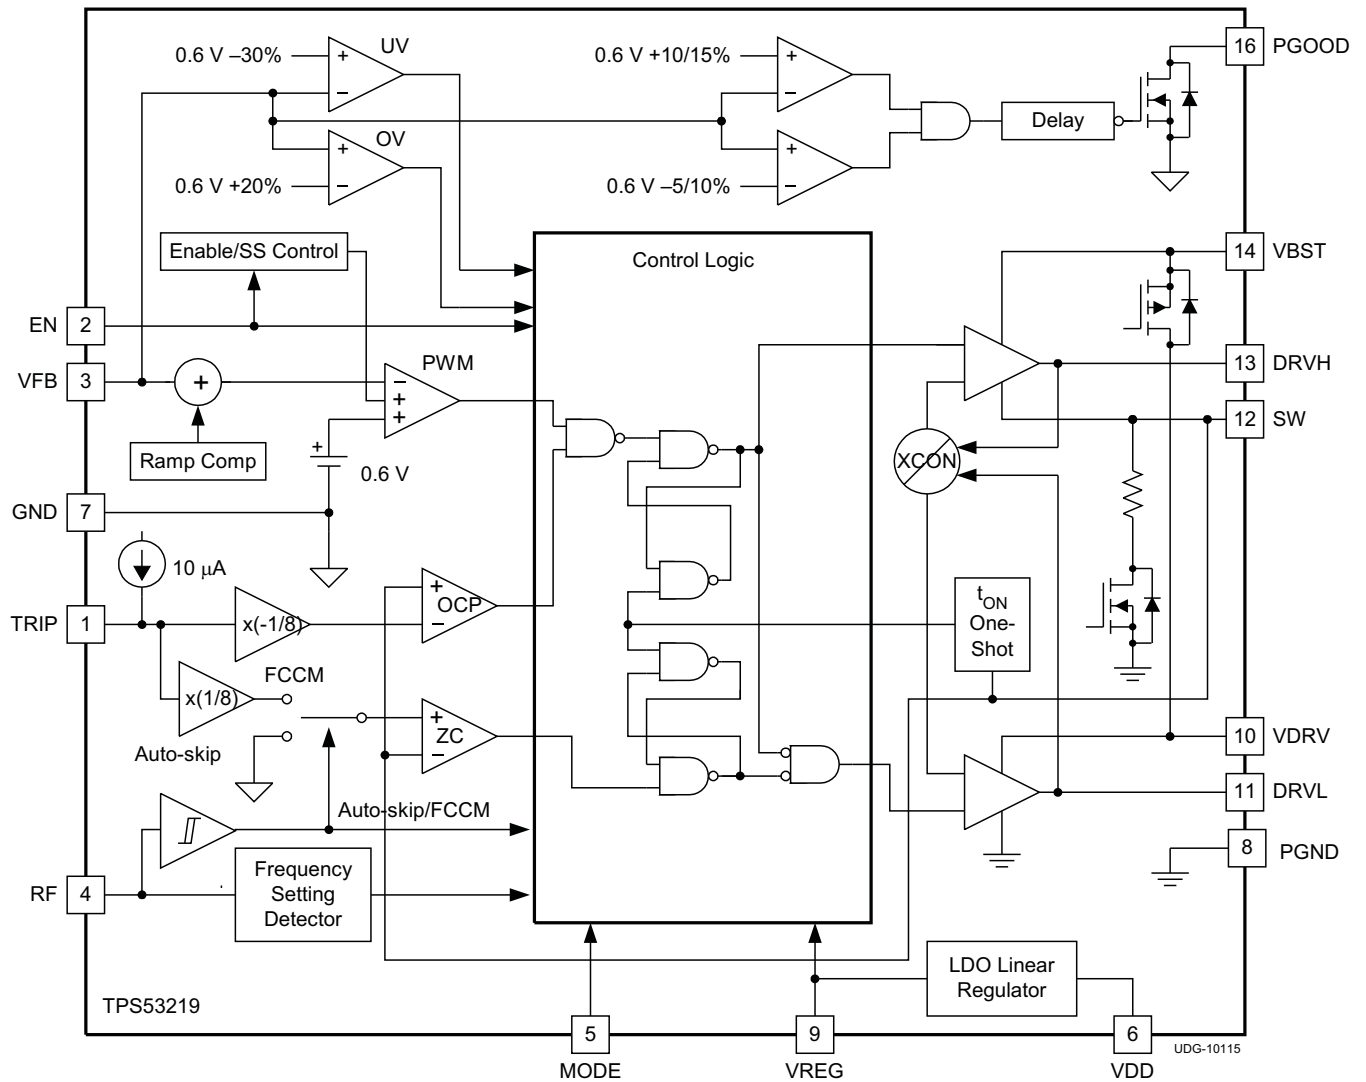 UV
0.6 V –30%
+
–
0.6 V +10/15%
+
–
16
PGOOD
Delay
OV
+
–
0.6 V +20%
+
–
0.6 V –5/10%
Enable/SS Control
Control Logic
14
VBST
EN
2
VFB
3
+
PWM
–
+
+
13
DRVH
12
SW
Ramp Comp
+
0.6 V
XCON
GND
7
10 µA
TRIP
1
x(-1/8)
+
OCP
–
tON
One-
Shot
x(1/8)
FCCM
Auto-skip
+
ZC
–
10
VDRV
11
DRVL
Auto-skip/FCCM
8
PGND
RF
4
Frequency
Setting
Detector
LDO Linear
Regulator
TPS53219
5
MODE
9
VREG
6
VDD
UDG-10115